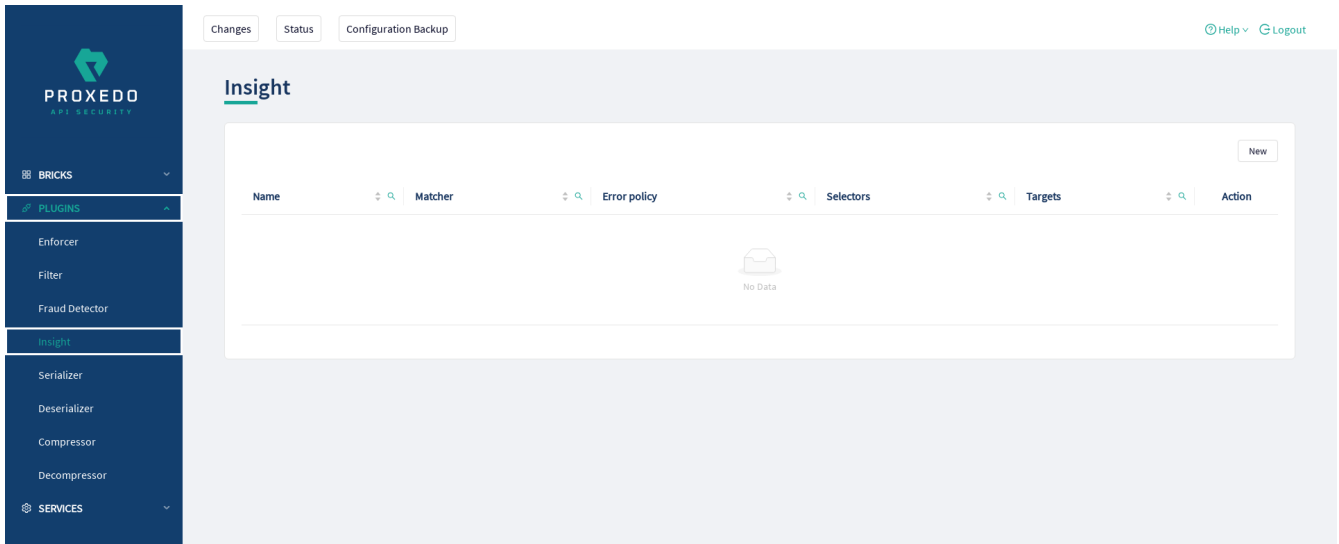 Changes Status Configuration Backup Help Logout
PROXEDO
API SECURITY
Insight
New
BRICKS
PLUGINS
Name Matcher Error policy Selectors Targets Action
Enforcer
Filter
No Data
Fraud Detector
Insight
Serializer
Deserializer
Compressor
Decompressor
SERVICES